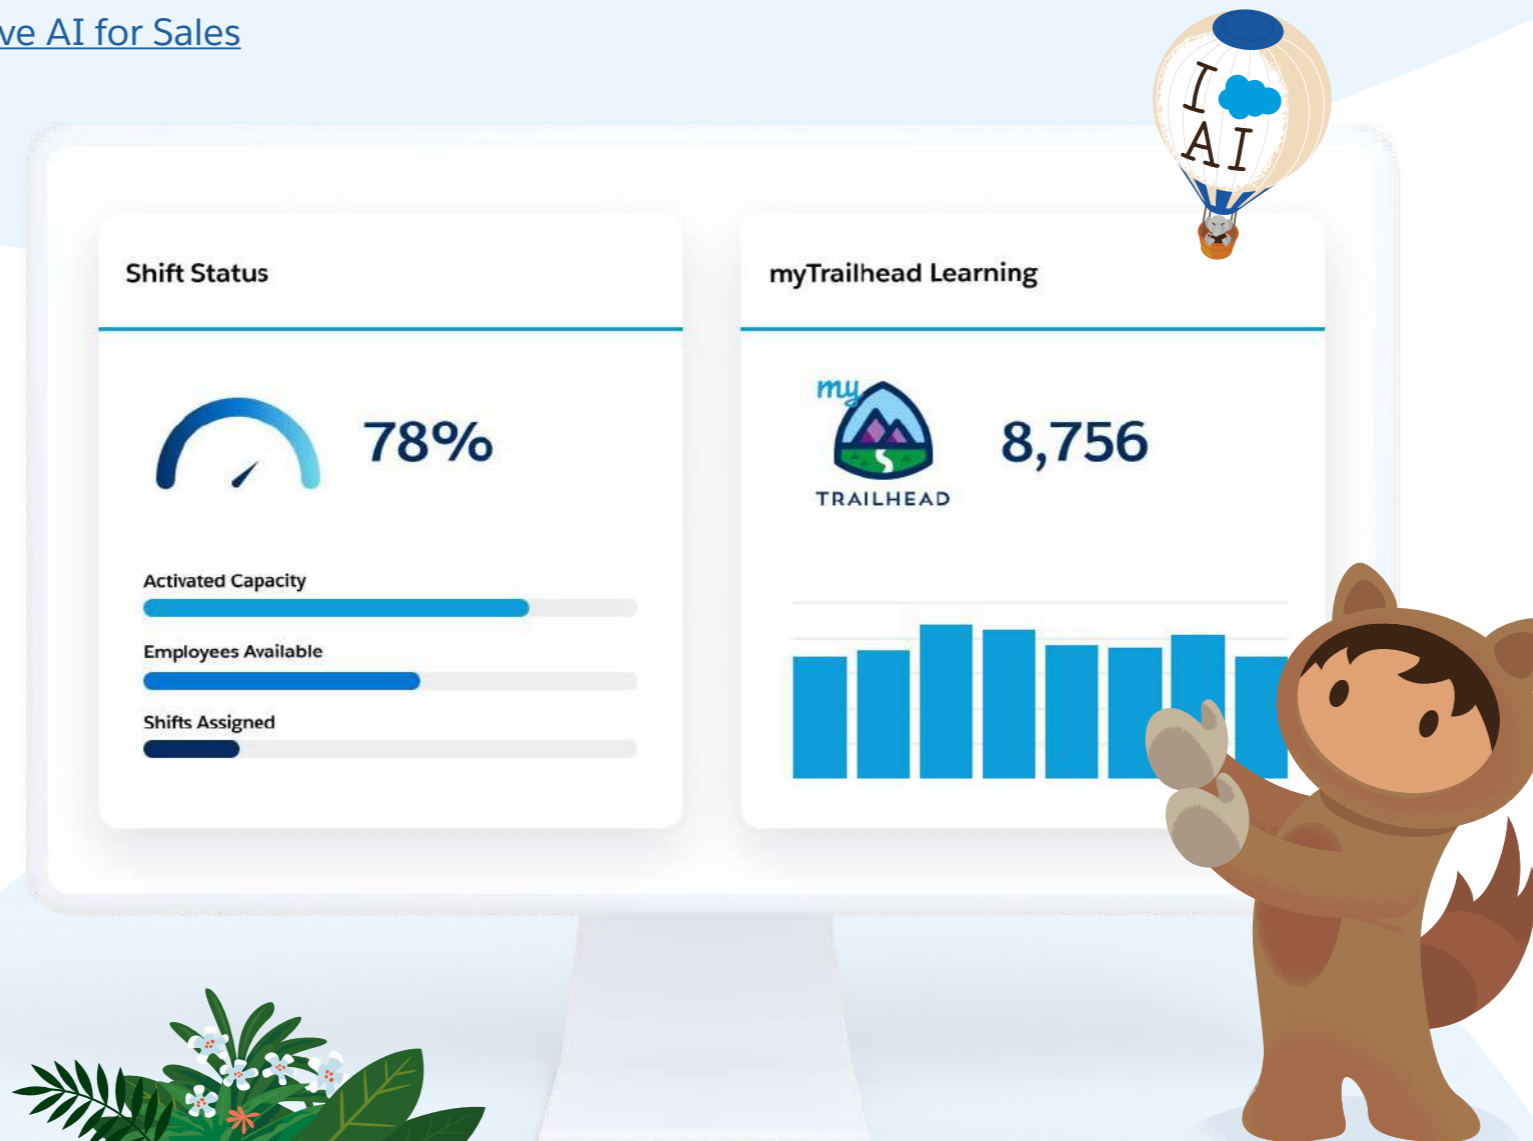 ve AI for Sales
I
AI
Shift Status
myTrailhead Learning
78%
my
TRAILHEAD
8,756
Activated Capacity
Employees Available
Shifts Assigned